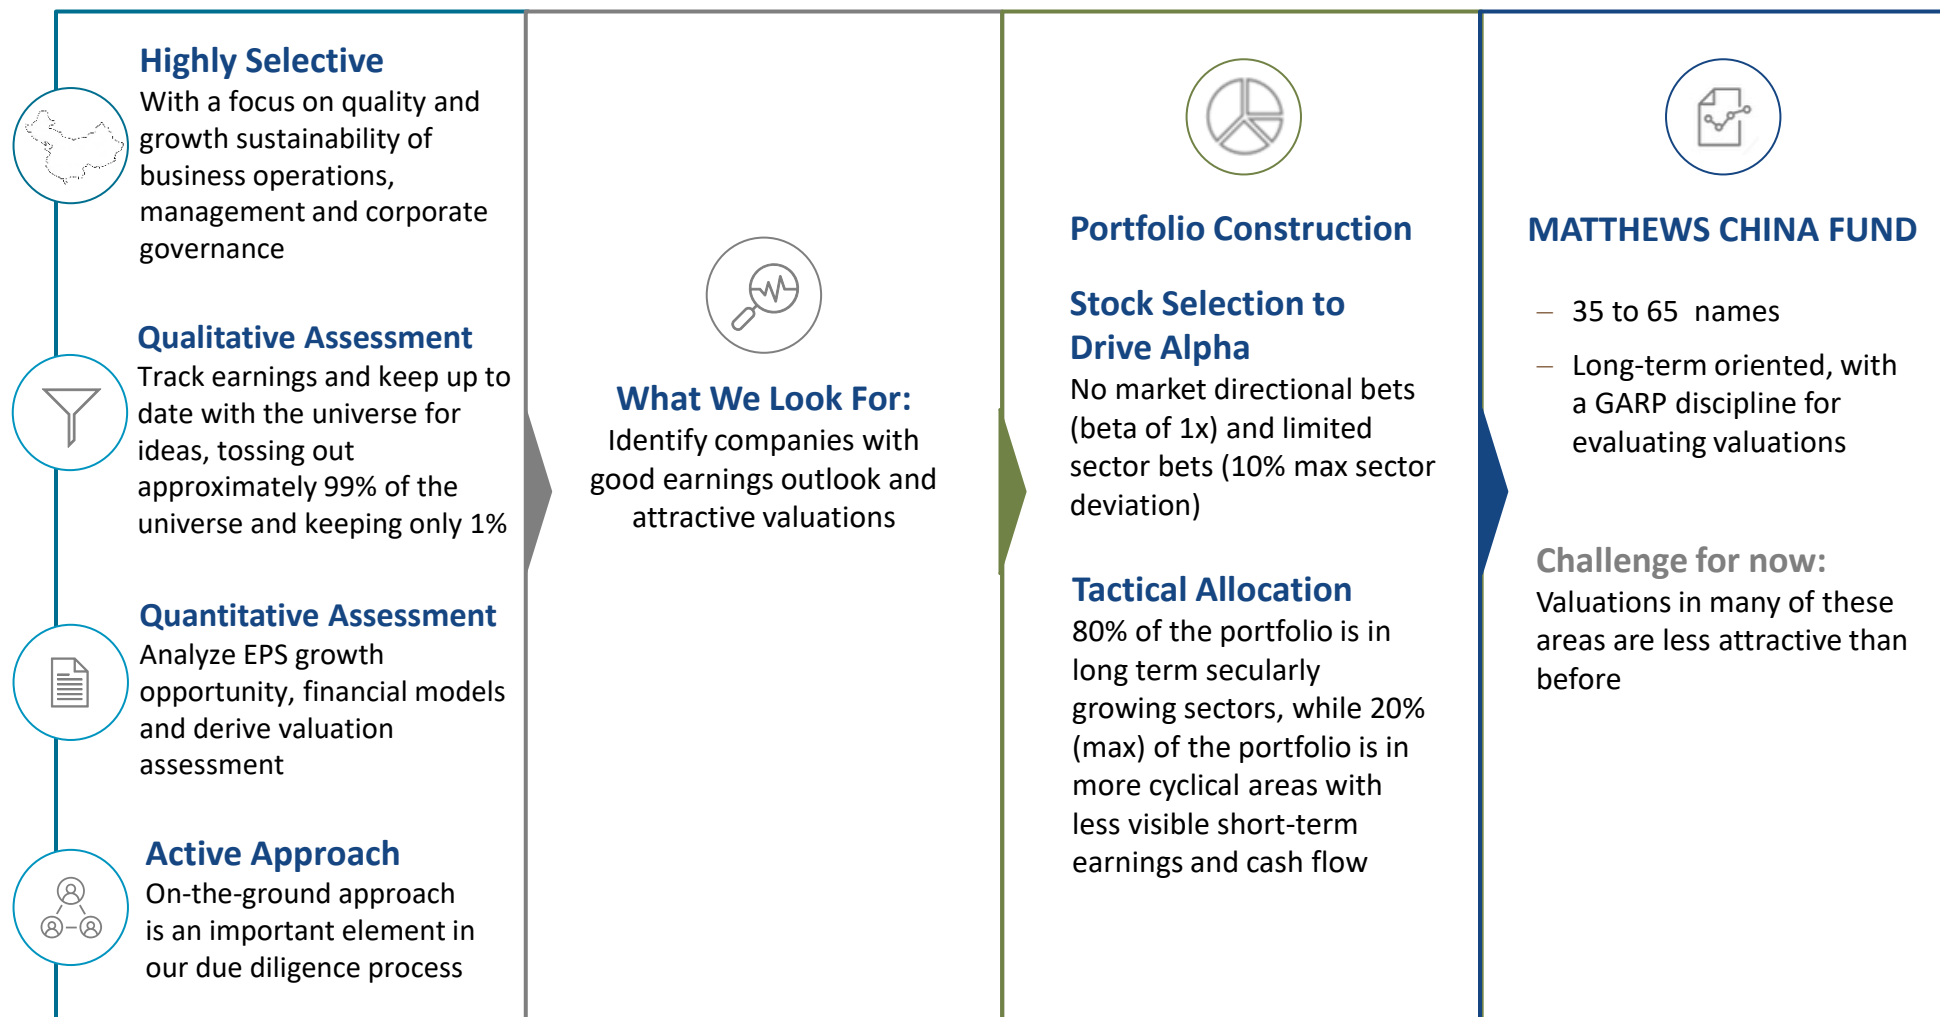 Highly Selective
With a focus on quality and
growth sustainability of
business operations,
management and corporate
governance
Qualitative Assessment
Track earnings and keep up to
date with the universe for
ideas, tossing out
approximately 99% of the
universe and keeping only 1%
Quantitative Assessment
Analyze EPS growth
opportunity, financial models
and derive valuation
assessment
Active Approach
On-the-ground approach
is an important element in
our due diligence process
What We Look For:
Identify companies with
good earnings outlook and
attractive valuations
Portfolio Construction
Stock Selection to
Drive Alpha
No market directional bets
(beta of 1x) and limited
sector bets (10% max sector
deviation)
Tactical Allocation
80% of the portfolio is in
long term secularly
growing sectors, while 20%
(max) of the portfolio is in
more cyclical areas with
less visible short-term
earnings and cash flow
MATTHEWS CHINA FUND
– 35 to 65 names
– Long-term oriented, with
a GARP discipline for
evaluating valuations
Challenge for now:
Valuations in many of these
areas are less attractive than
before